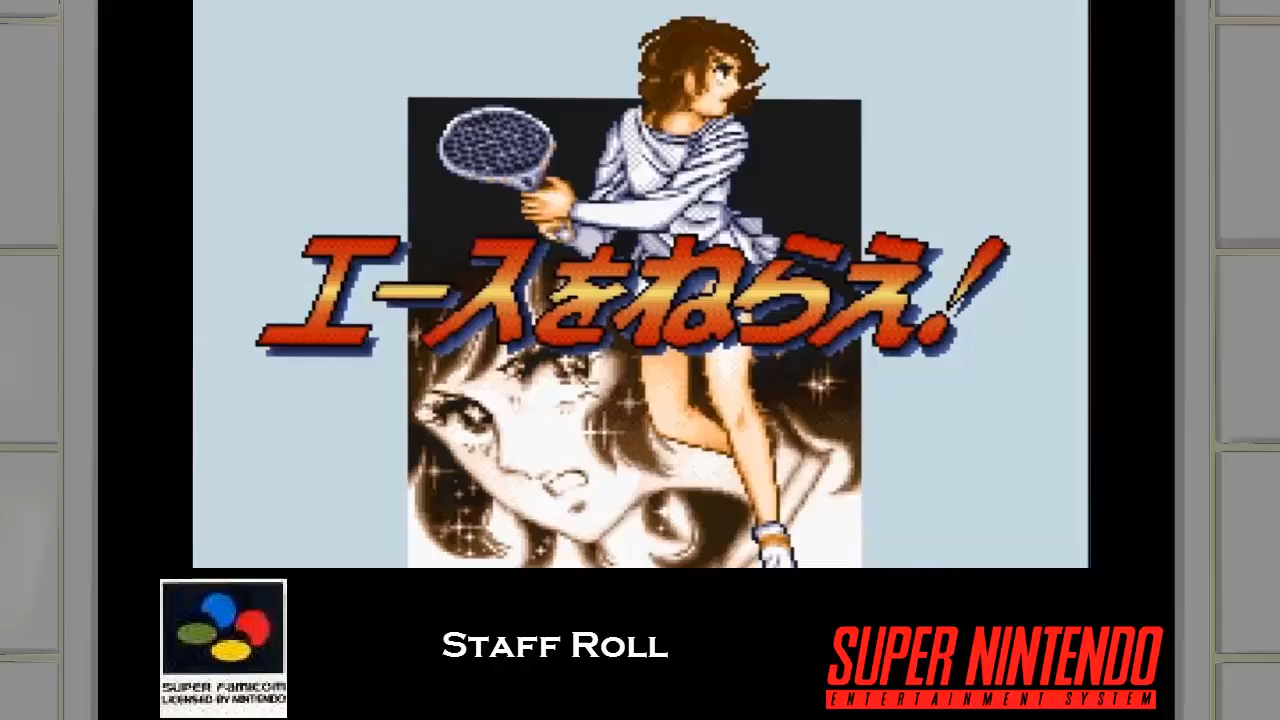 エースをねらえ!
STAFF ROLL
SUPER NINTENDO
ENTERTAINMENT SYSTEM
SUPER FAMICOM
LICENSED BY NINTENDO